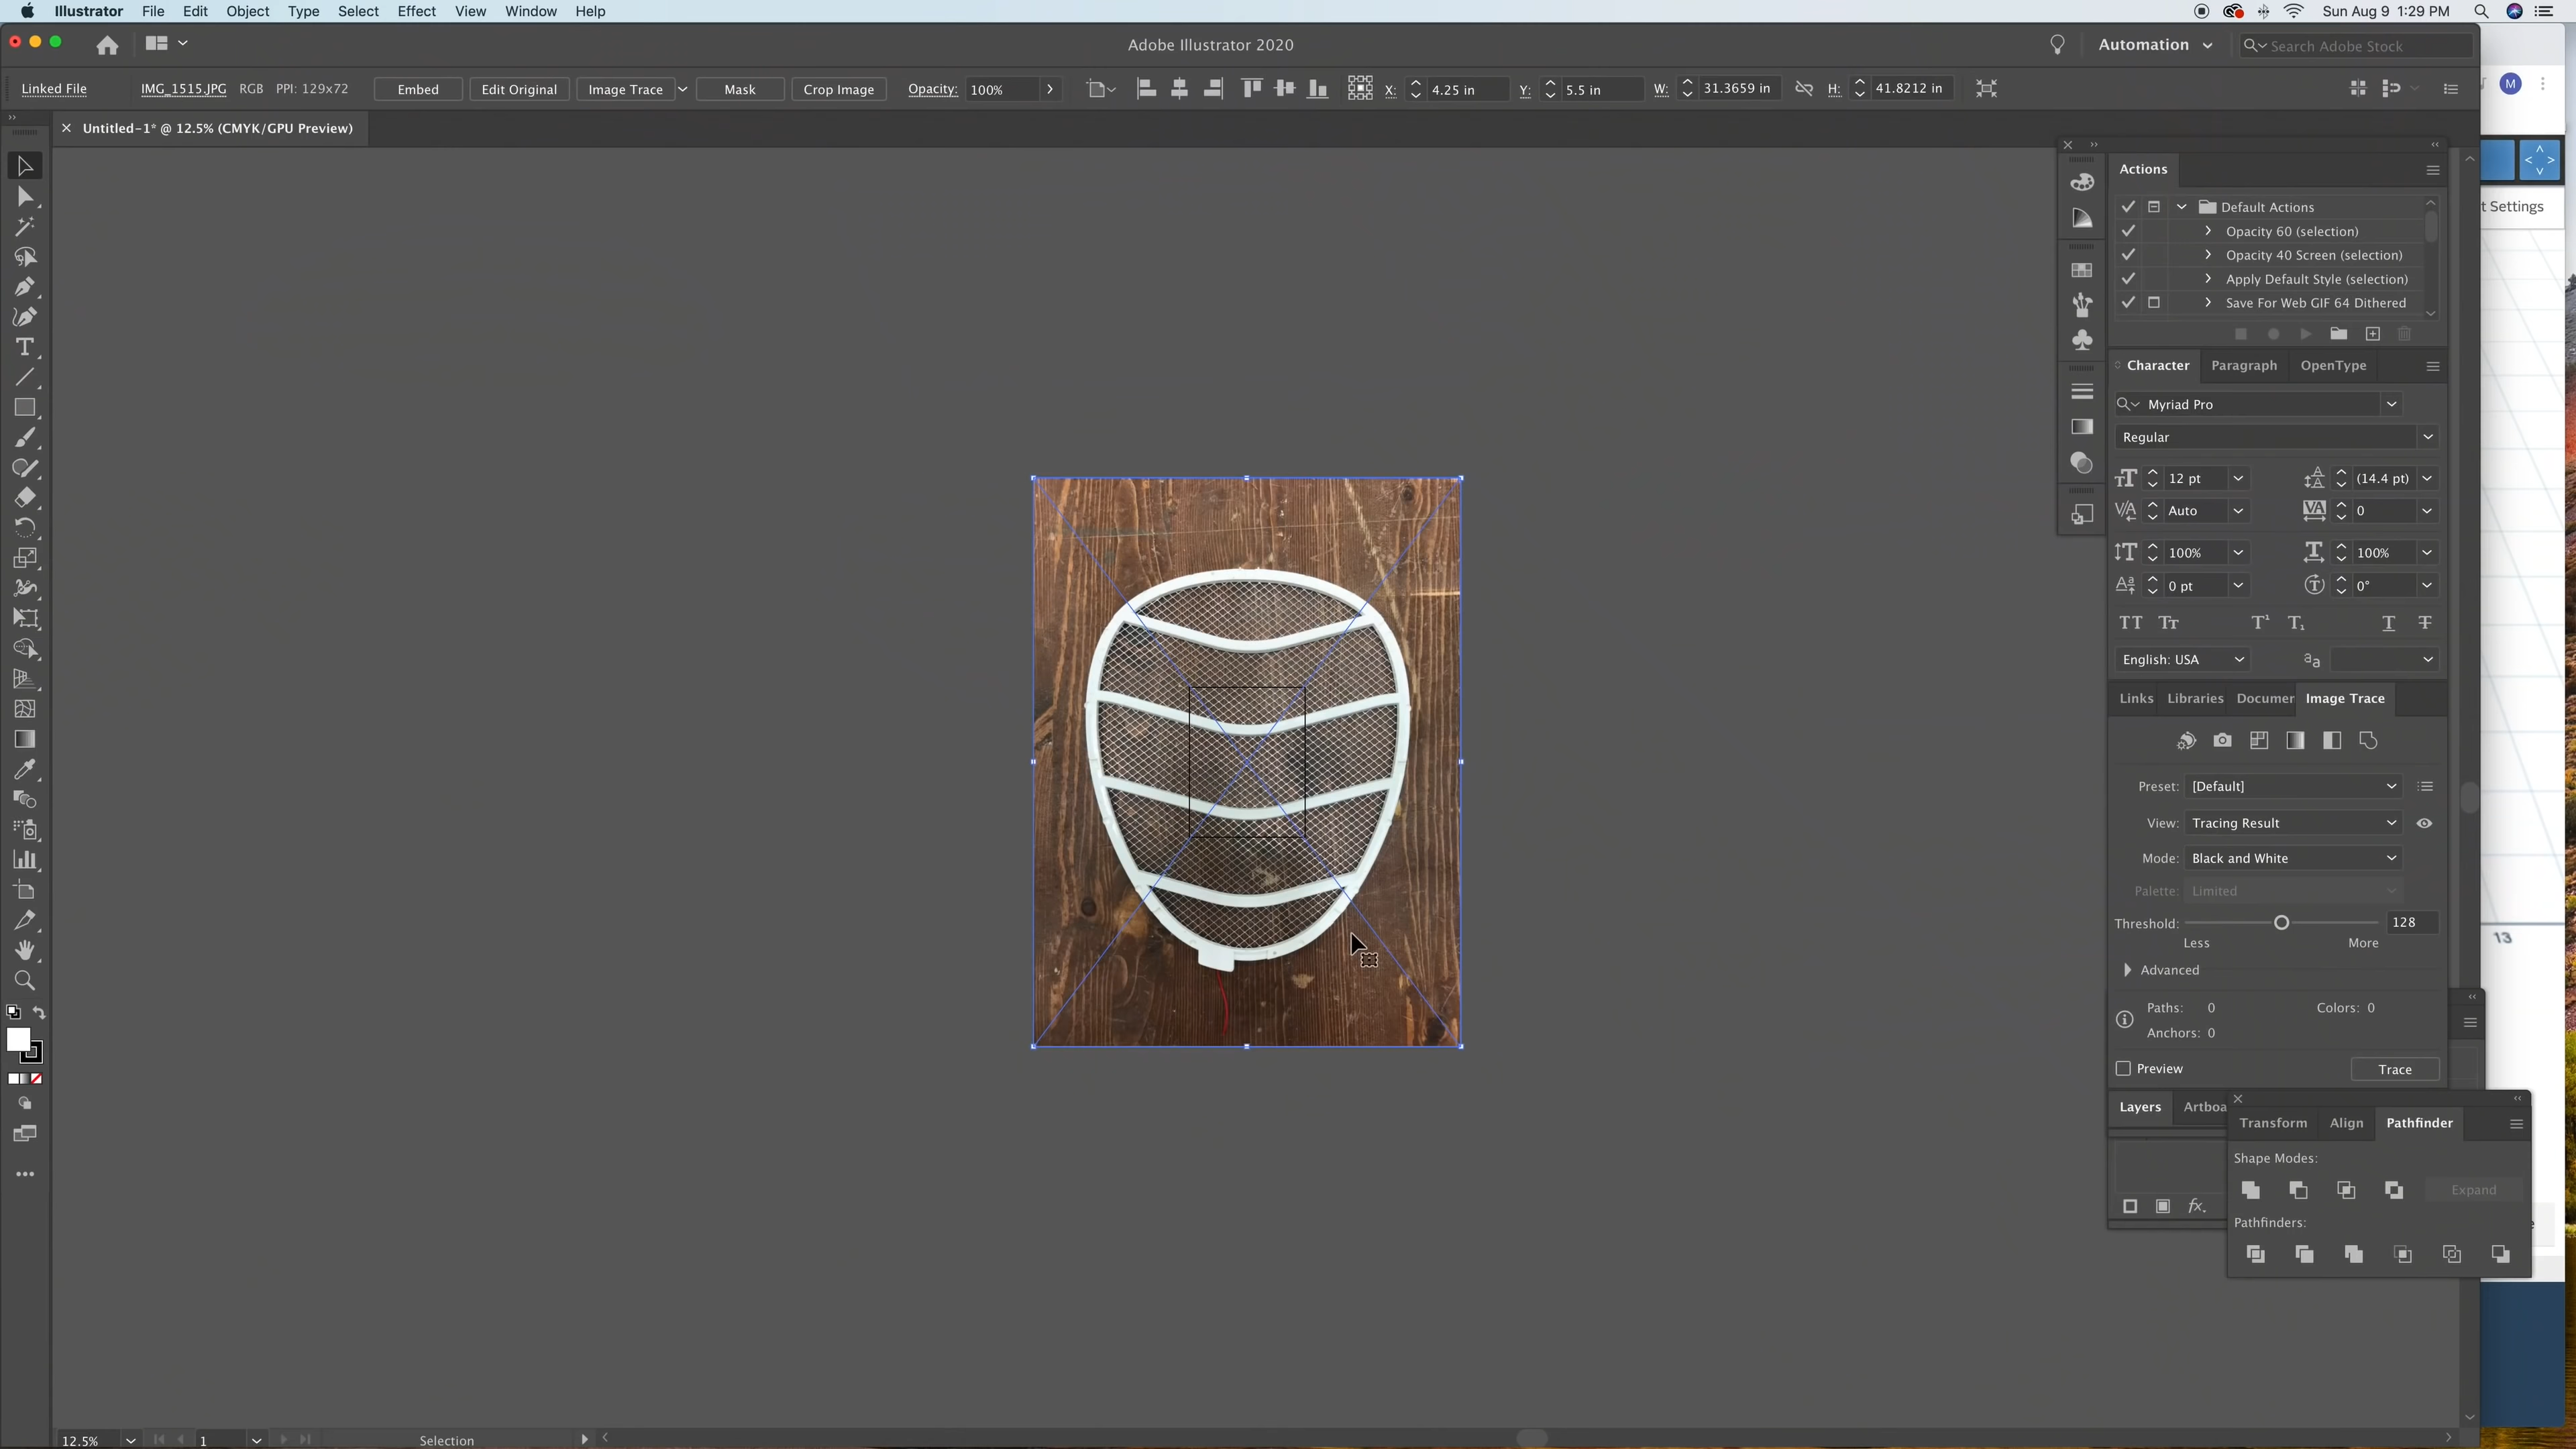 Illustrator File Edit Object Type Select Effect View Window Help Sun Aug 9 1:29 PM
Adobe Illustrator 2020 Automation Search Adobe Stock
Linked File IMG_1515.JPG RGB PPI: 129x72 Embed Edit Original Image Trace Mask Crop Image Opacity: 100% X: 4.25 in Y: 5.5 in W: 31.3659 in H: 41.8212 in
M
Untitled-1* @ 12.5% (CMYK/GPU Preview)
Actions
Default Actions
t Settings
Opacity 60 (selection)
Opacity 40 Screen (selection)
Apply Default Style (selection)
Save For Web GIF 64 Dithered
Character Paragraph OpenType
Myriad Pro
Regular
12 pt (14.4 pt)
Auto 0
100% 100%
0 pt 0°
English: USA
Links Libraries Documen Image Trace
Preset: [Default]
View: Tracing Result
Mode: Black and White
Palette: Limited
Threshold: 128
Less More
13
Advanced
Paths: 0 Colors: 0
Anchors: 0
Preview Trace
Layers Artboa
Transform Align Pathfinder
Shape Modes:
Expand
fx.
Pathfinders:
12.5% 1 Selection